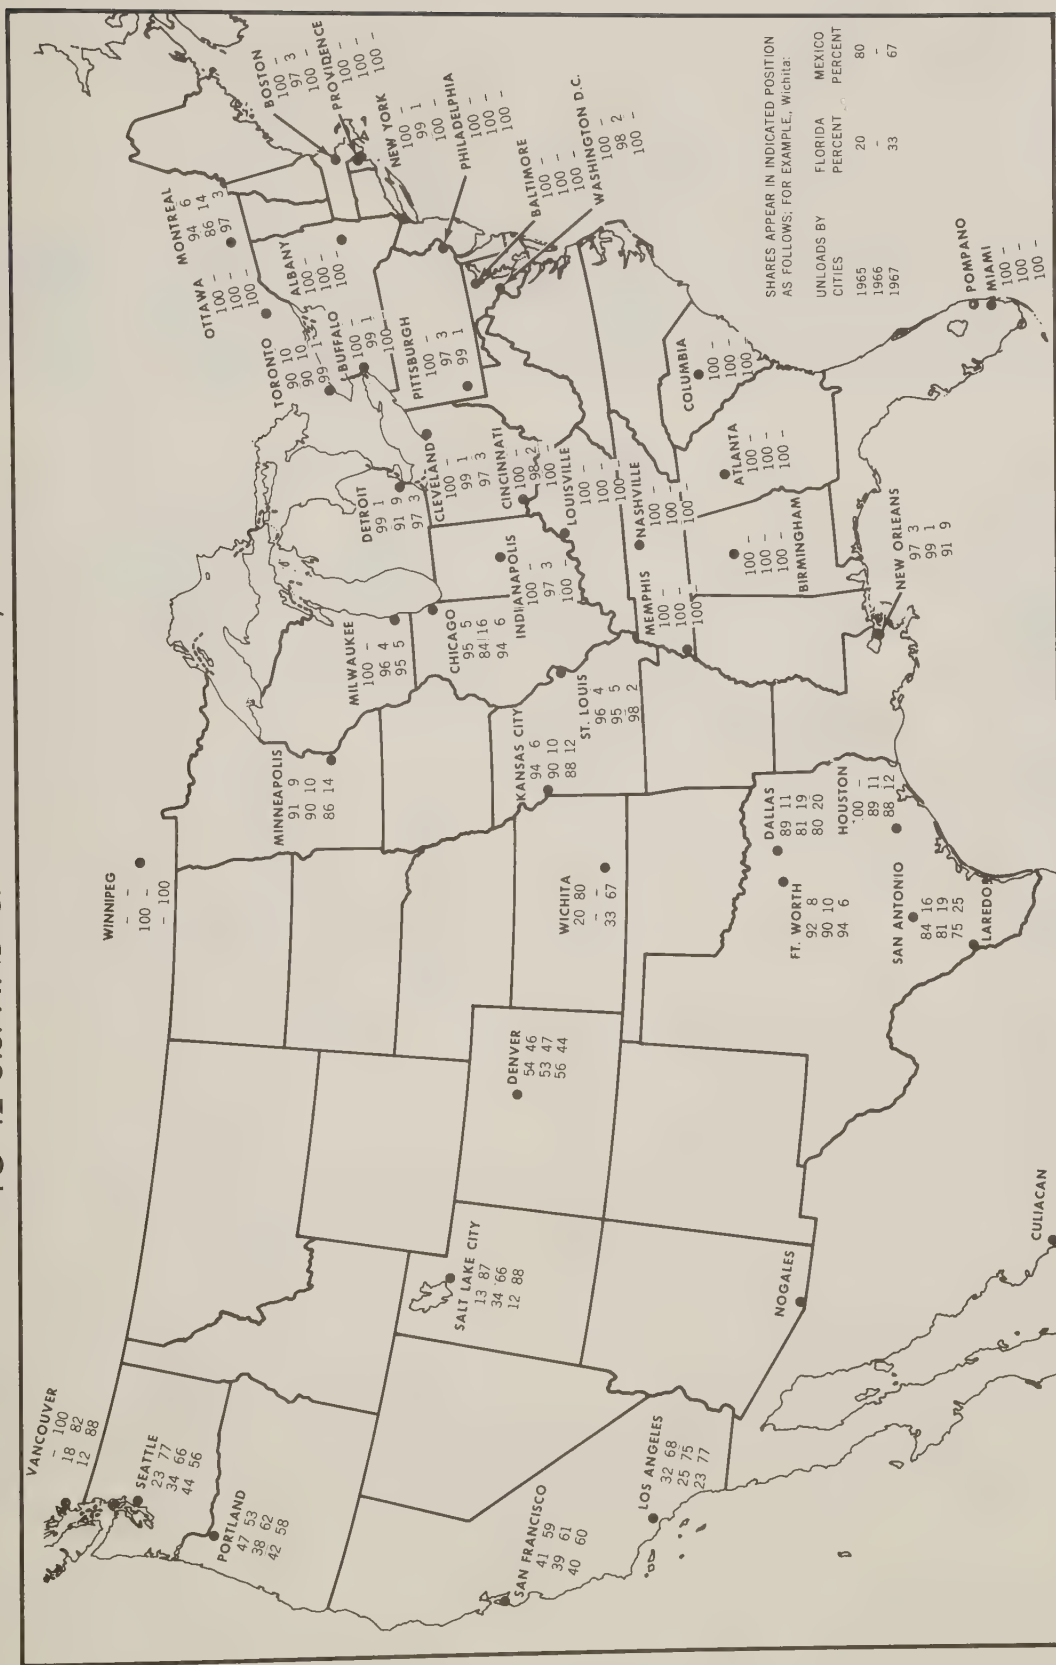 VANCOUVER
- 100
18 82
12 88
SEATTLE
23 77
34 66
44 56
PORTLAND
47 53
38 62
42 58
SAN FRANCISCO
41 59
39 61
40 60
LOS ANGELES
32 68
25 75
23 77
SALT LAKE CITY
13 87
34 66
12 88
NOGALES
CULIACAN
DENVER
54 46
53 47
56 44
WINNIPEG
- -
100 -
- 100
WICHITA
20 80
- -
33 67
FT. WORTH
92 8
90 10
94 6
DALLAS
89 11
81 19
80 20
SAN ANTONIO
84 16
81 19
75 25
LAREDO
HOUSTON
100 -
89 11
88 12
MINNEAPOLIS
91 9
90 10
86 14
KANSAS CITY
94 6
90 10
88 12
ST. LOUIS
96 4
95 5
98 2
MILWAUKEE
100 -
96 4
95 5
CHICAGO
95 5
84 16
94 6
INDIANAPOLIS
100 -
97 3
100 -
MEMPHIS
100 -
100 -
100 -
NASHVILLE
100 -
100 -
100 -
LOUISVILLE
100 -
100 -
100 -
CINCINNATI
100 -
98 2
100 -
DETROIT
99 1
91 9
97 3
CLEVELAND
100 -
99 1
97 3
BIRMINGHAM
100 -
100 -
100 -
NEW ORLEANS
97 3
99 1
91 9
ATLANTA
100 -
100 -
100 -
COLUMBIA
100 -
100 -
100 -
PITTSBURGH
100 -
97 3
99 1
BUFFALO
100 -
99 1
100 -
TORONTO
90 10
90 10
99 1
OTTAWA
100 -
100 -
100 -
MONTREAL
94 6
86 14
97 3
ALBANY
100 -
100 -
100 -
BOSTON
100 -
97 3
100 -
PROVIDENCE
100 -
100 -
100 -
NEW YORK
100 -
99 1
100 -
PHILADELPHIA
100 -
100 -
100 -
BALTIMORE
100 -
100 -
100 -
WASHINGTON D.C.
100 -
98 2
100 -
POMPANO
MIAMI
100 -
100 -
100 -
SHARES APPEAR IN INDICATED POSITION
AS FOLLOWS; FOR EXAMPLE, Wichita:
UNLOADS BY CITIES FLORIDA PERCENT MEXICO PERCENT
1965 20 80
1966 - -
1967 33 67